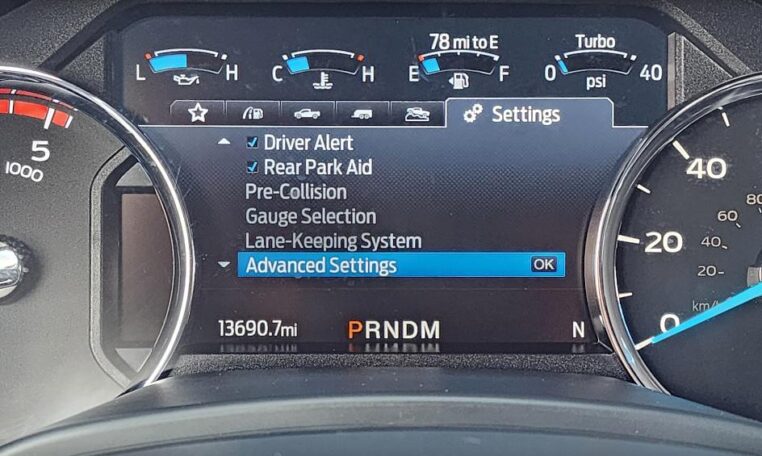 78 mi to E
Turbo
L H
C H
E F
0 40
psi
Settings
Driver Alert
Rear Park Aid
Pre-Collision
Gauge Selection
Lane-Keeping System
Advanced Settings OK
13690.7mi PRNDM N
5
1000
40
20
0
80
60
40
20
km/